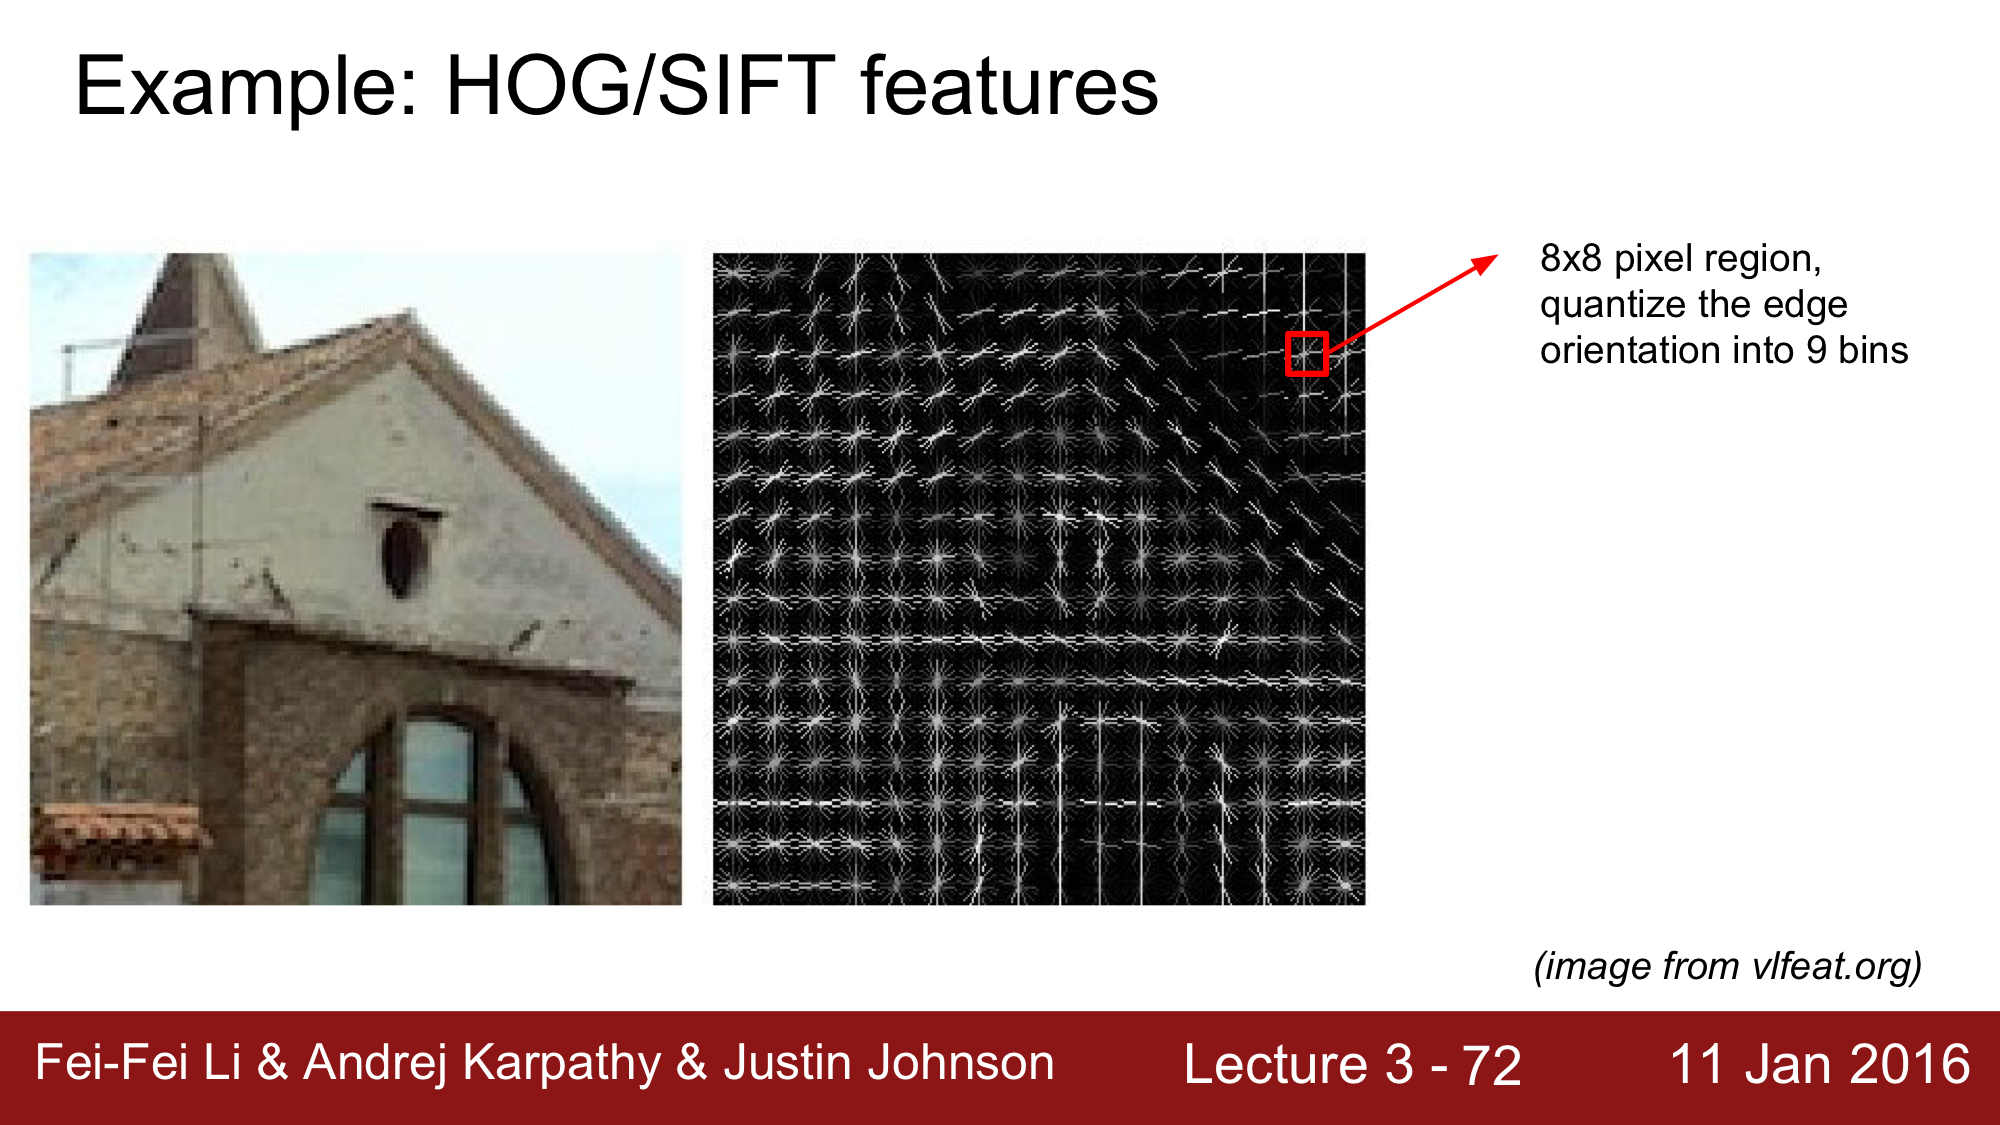 Example: HOG/SIFT features
8x8 pixel region,
quantize the edge
orientation into 9 bins
(image from vlfeat.org)
Fei-Fei Li & Andrej Karpathy & Justin Johnson
Lecture 3 - 72
11 Jan 2016